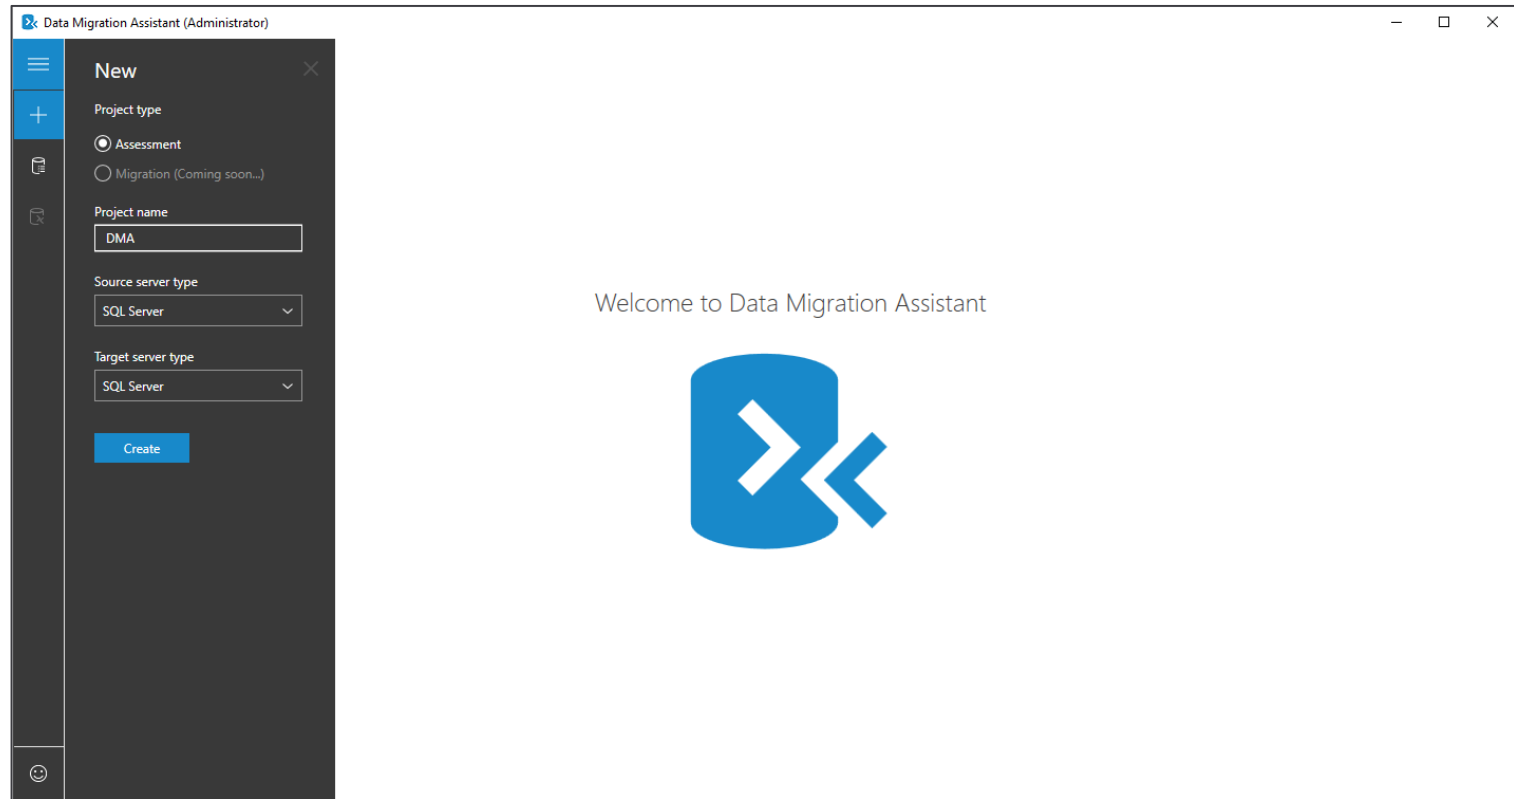 Data Migration Assistant (Administrator)
New
Project type
Assessment
Migration (Coming soon...)
Project name
DMA
Source server type
SQL Server
Target server type
SQL Server
Create
Welcome to Data Migration Assistant